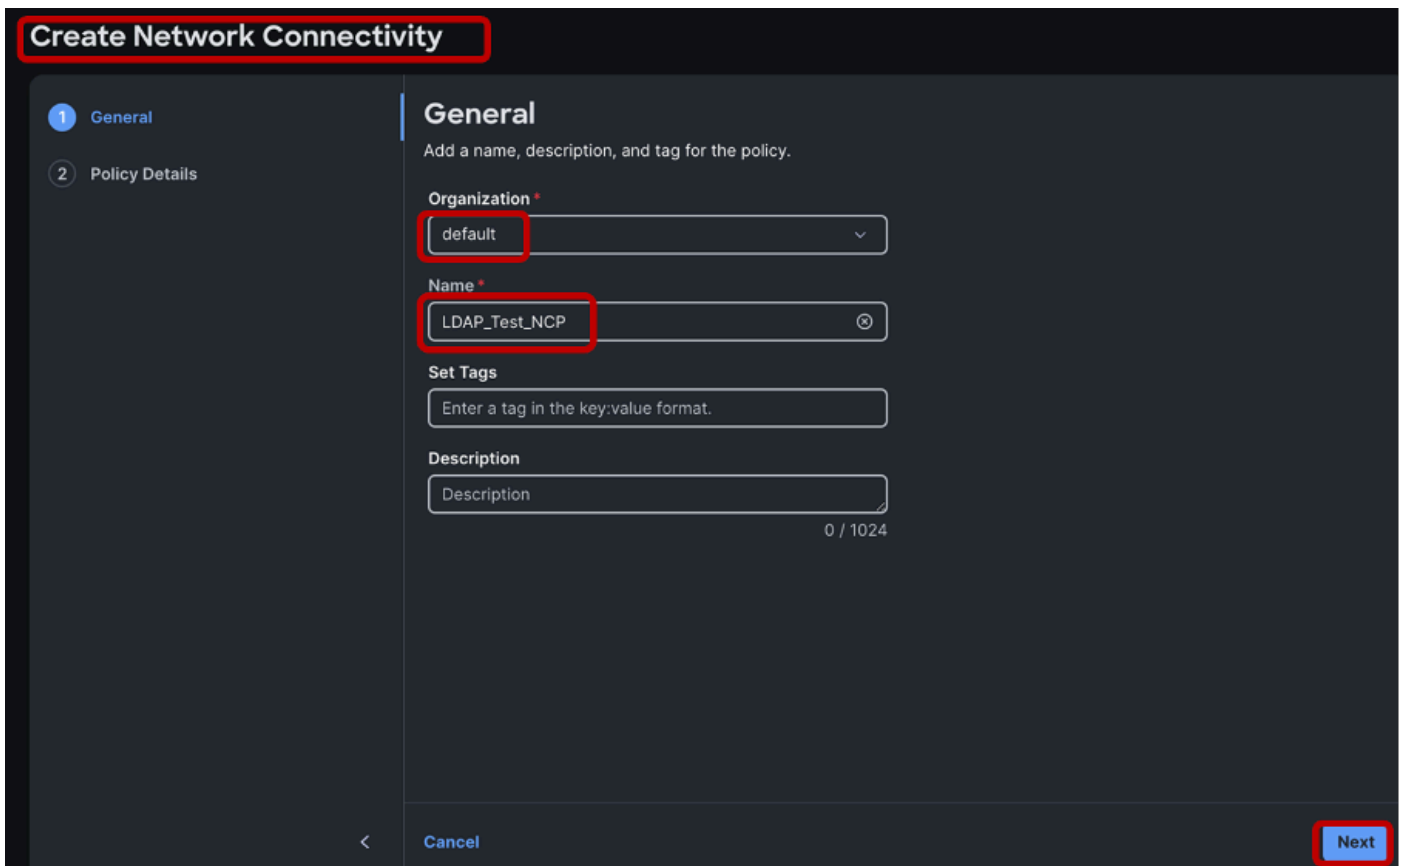 Create Network Connectivity
1 General
2 Policy Details
General
Add a name, description, and tag for the policy.
Organization *
default
Name *
LDAP_Test_NCP
Set Tags
Enter a tag in the key:value format.
Description
Description
0 / 1024
< Cancel Next